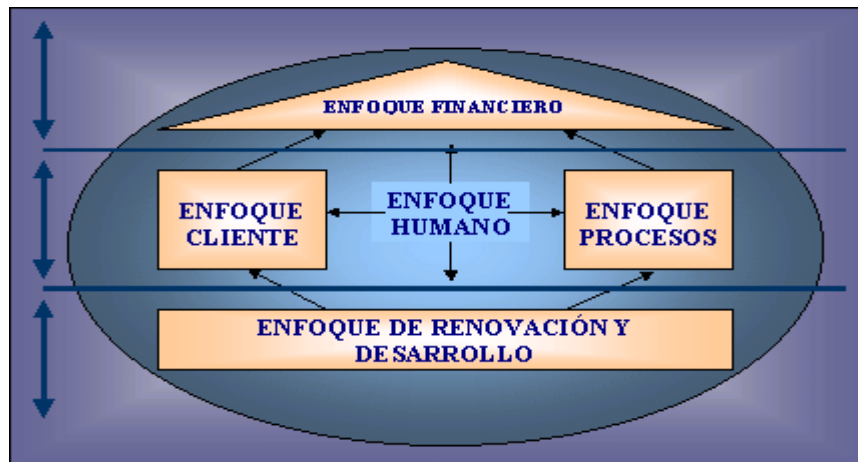 ENFOQUE FINANCIERO
ENFOQUE
CLIENTE
ENFOQUE
HUMANO
ENFOQUE
PROCESOS
ENFOQUE DE RENOVACIÓN Y
DESARROLLO